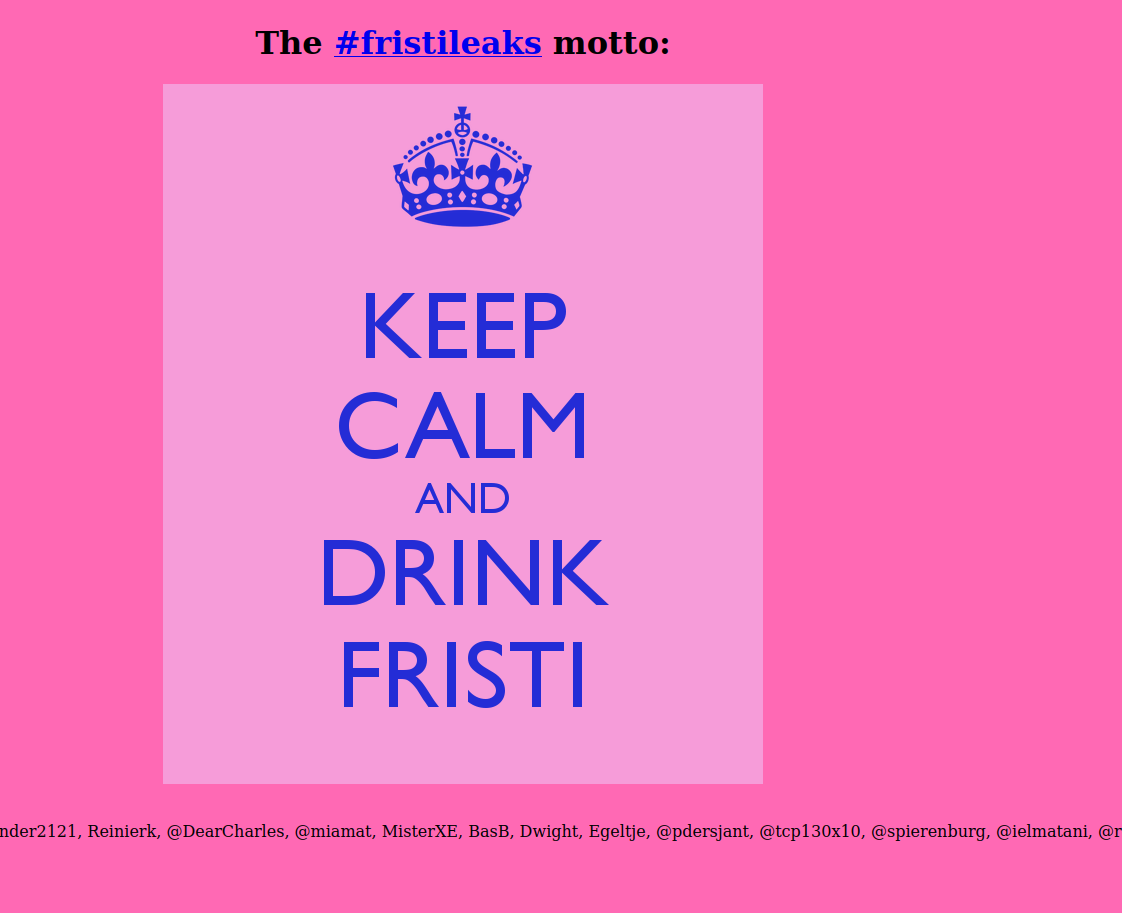 The #fristileaks motto:
KEEP
CALM
AND
DRINK
FRISTI
nder2121, Reinierk, @DearCharles, @miamat, MisterXE, BasB, Dwight, Egeltje, @pdersjant, @tcp130x10, @spierenburg, @ielmatani, @r